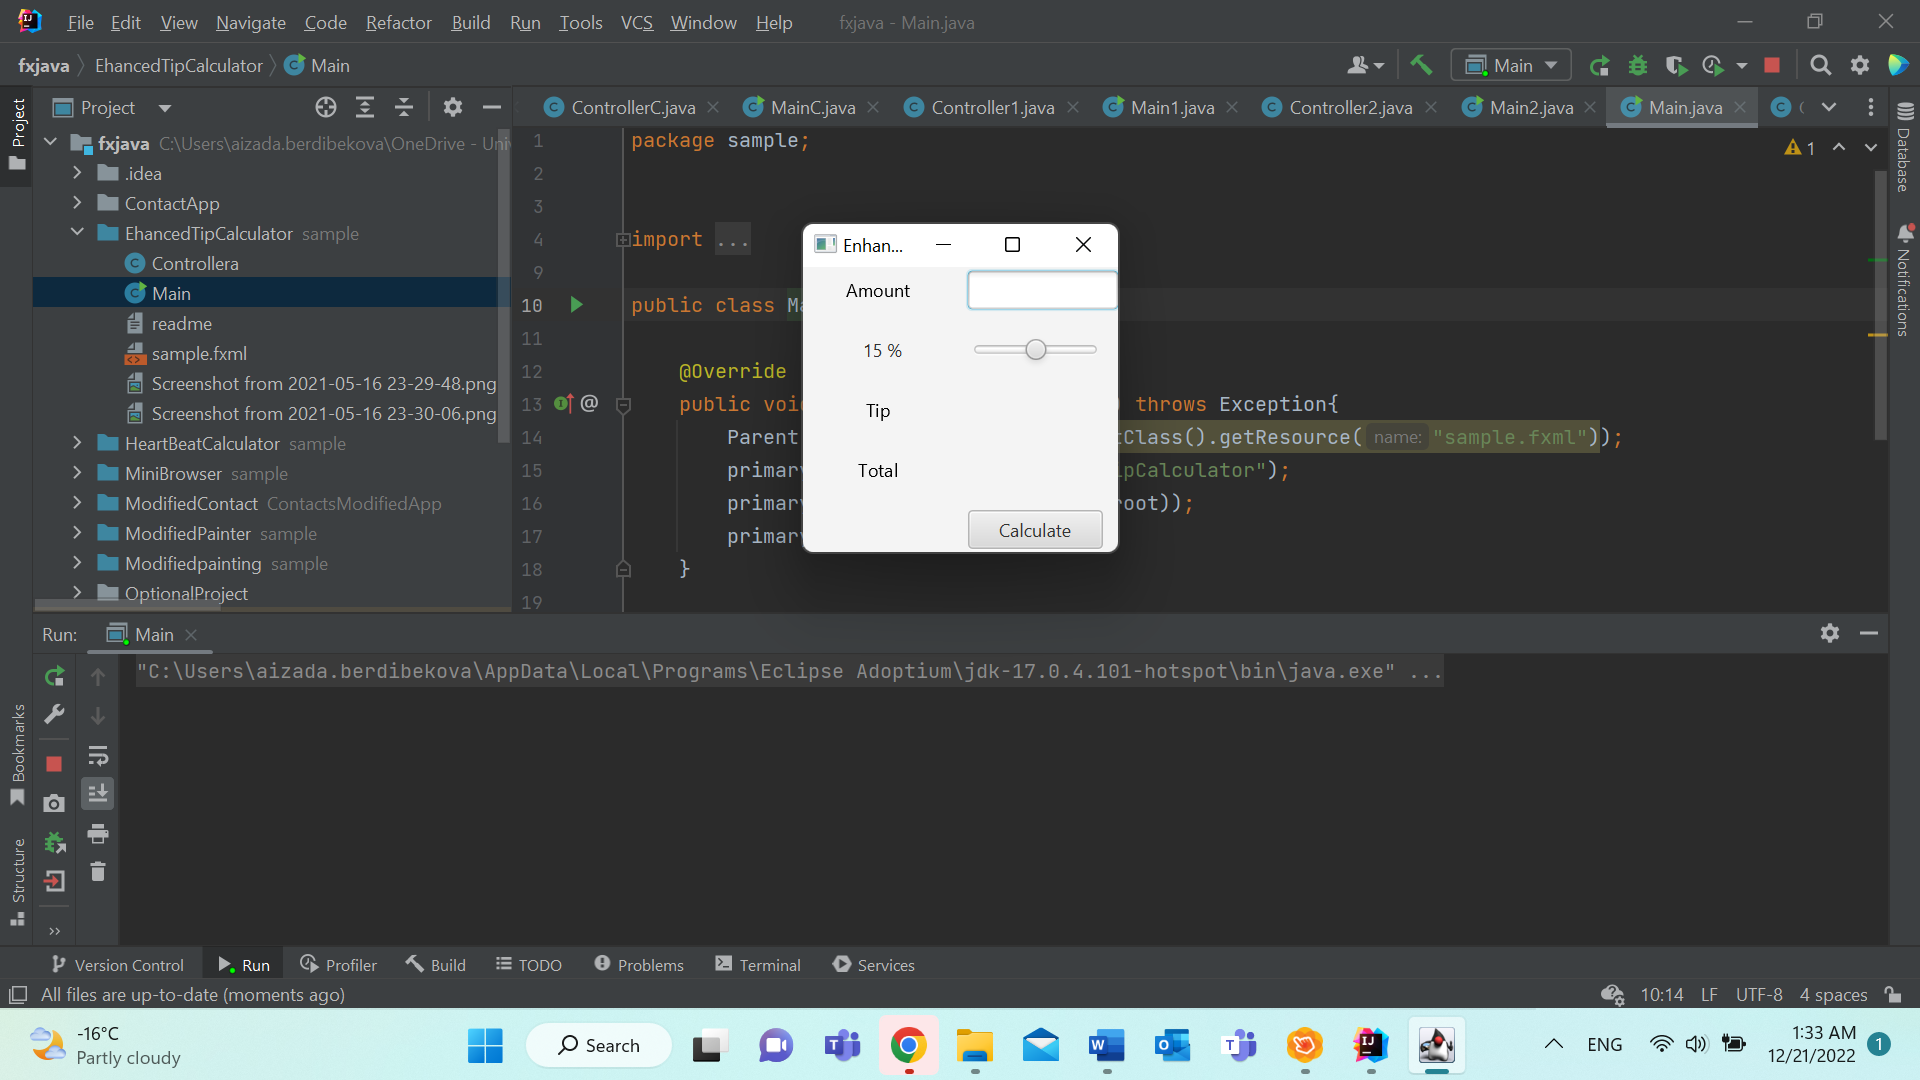 File Edit View Navigate Code Refactor Build Run Tools VCS Window Help fxjava - Main.java
fxjava EhancedTipCalculator Main
Main
Project
ControllerC.java MainC.java Controller1.java Main1.java Controller2.java Main2.java Main.java
Project
fxjava C:\Users\aizada.berdibekova\OneDrive - Uni
.idea
ContactApp
EhancedTipCalculator sample
Controllera
Main
readme
sample.fxml
Screenshot from 2021-05-16 23-29-48.png
Screenshot from 2021-05-16 23-30-06.png
HeartBeatCalculator sample
MiniBrowser sample
ModifiedContact ContactsModifiedApp
ModifiedPainter sample
Modifiedpainting sample
OptionalProject
1 package sample;
2
3
4 import ...
9
10 public class Ma
11
12 @Override
13 @ public voi ) throws Exception{
14 Parent tClass().getResource( name: "sample.fxml"));
15 primary ipCalculator");
16 primary root));
17 primary
18 }
19
1
Database
Notifications
Enhan...
Amount
15 %
Tip
Total
Calculate
Run: Main
"C:\Users\aizada.berdibekova\AppData\Local\Programs\Eclipse Adoptium\jdk-17.0.4.101-hotspot\bin\java.exe" ...
Bookmarks
Structure
Version Control Run Profiler Build TODO Problems Terminal Services
All files are up-to-date (moments ago)
10:14 LF UTF-8 4 spaces
-16°C
Partly cloudy
Search
ENG
1:33 AM
12/21/2022
1